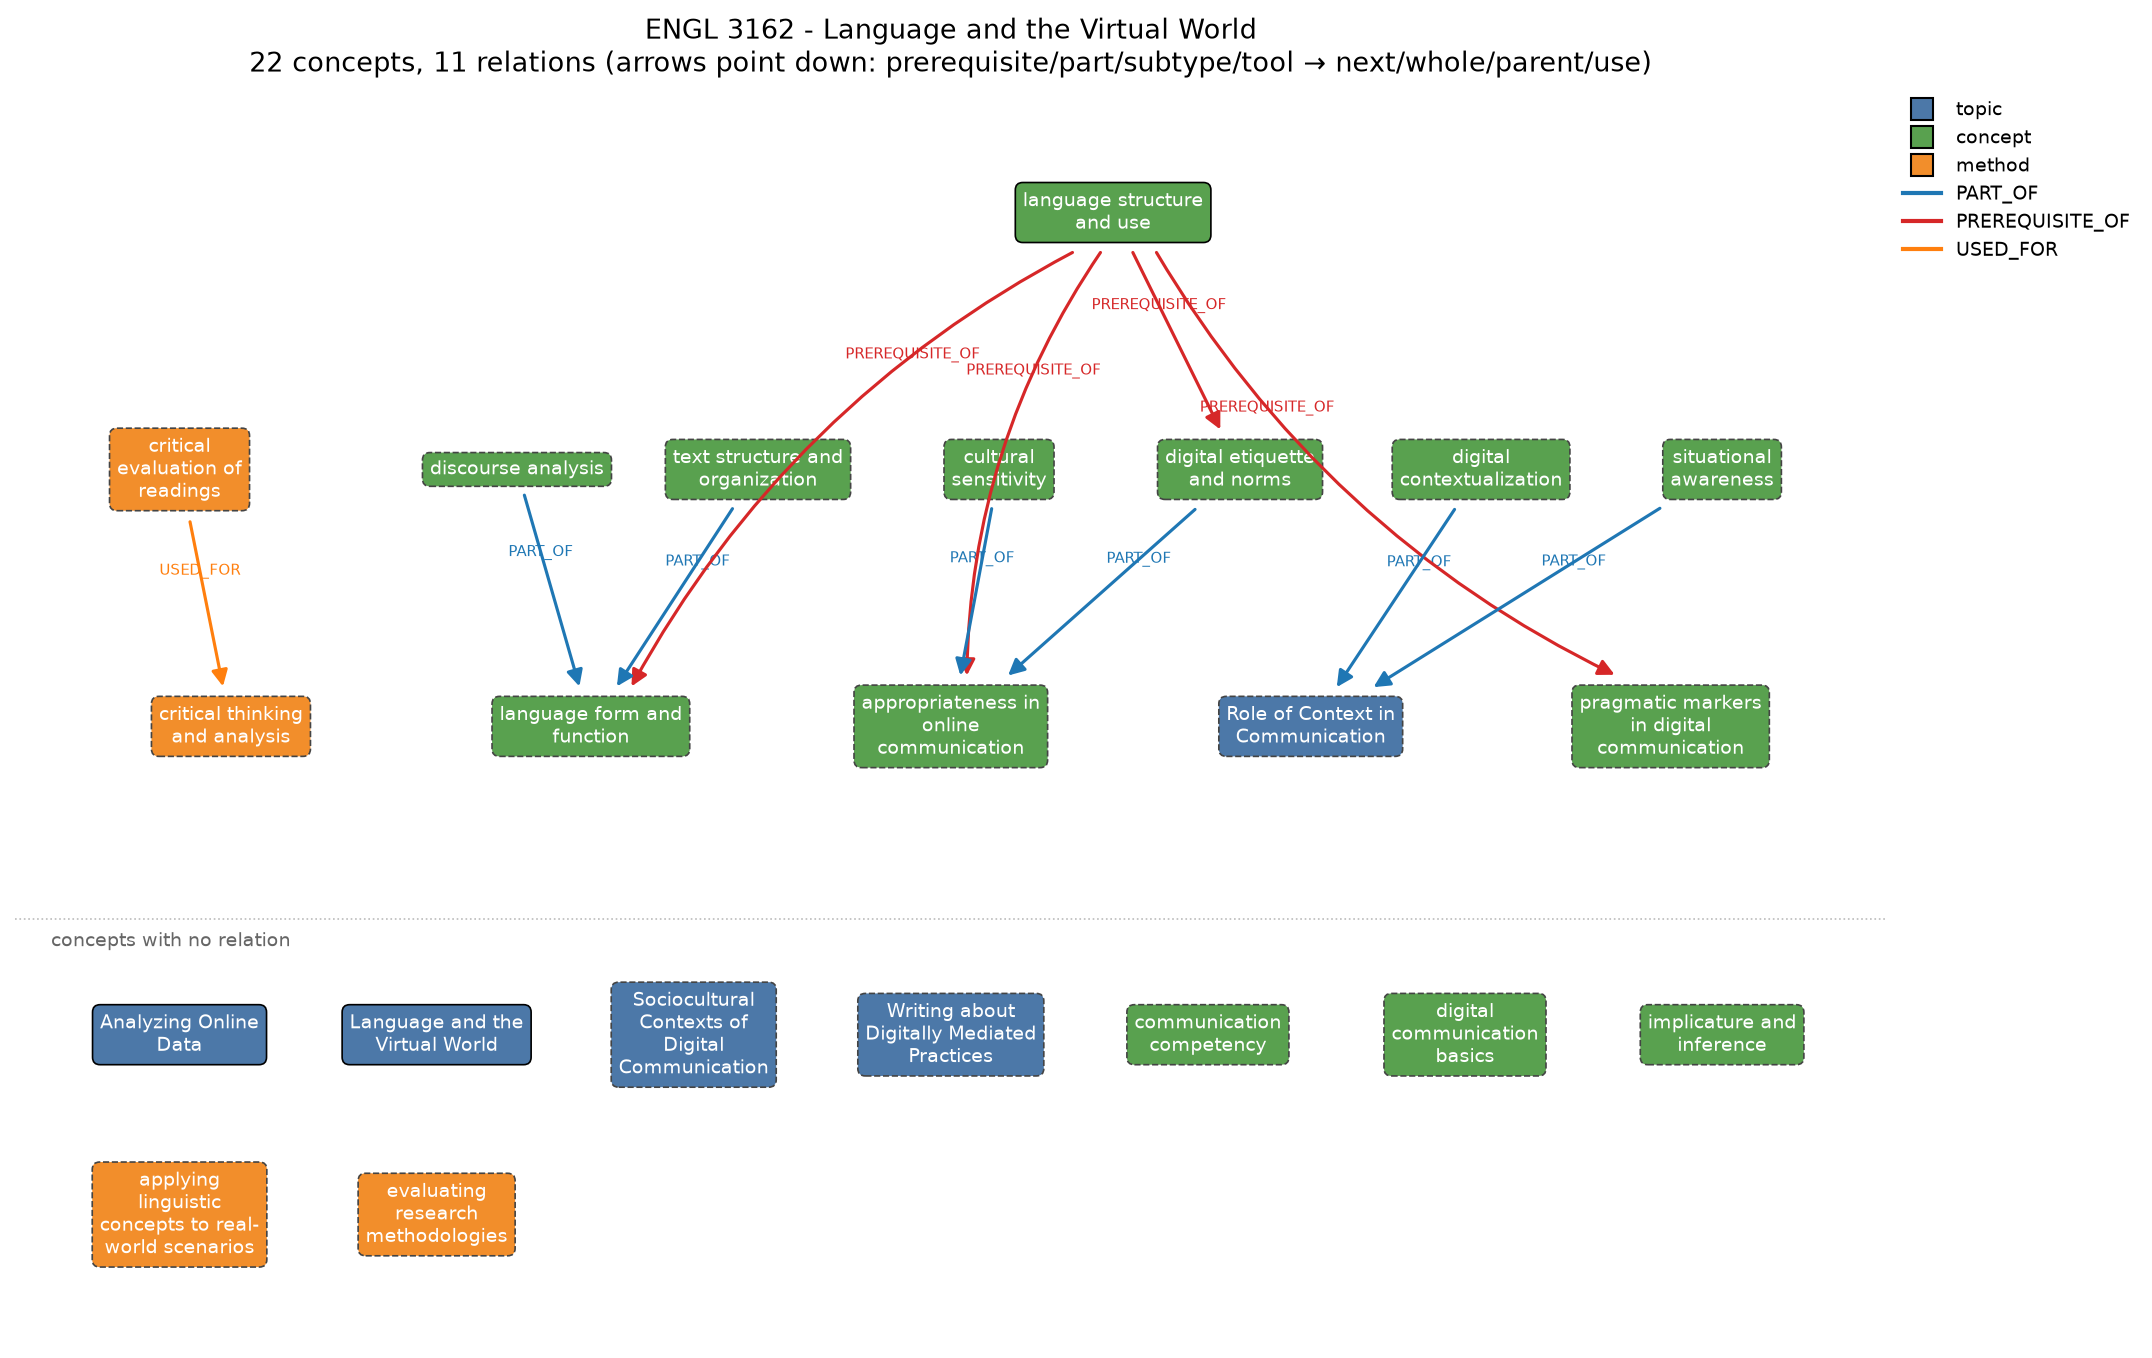 ENGL 3162 - Language and the Virtual World
22 concepts, 11 relations (arrows point down: prerequisite/part/subtype/tool → next/whole/parent/use)
topic
concept
method
PART_OF
PREREQUISITE_OF
USED_FOR
language structure
and use
PREREQUISITE_OF
PREREQUISITE_OF
PREREQUISITE_OF
PREREQUISITE_OF
critical
evaluation of
readings
discourse analysis
text structure and
organization
cultural
sensitivity
digital etiquette
and norms
digital
contextualization
situational
awareness
USED_FOR
PART_OF
PART_OF
PART_OF
PART_OF
PART_OF
PART_OF
critical thinking
and analysis
language form and
function
appropriateness in
online
communication
Role of Context in
Communication
pragmatic markers
in digital
communication
concepts with no relation
Analyzing Online
Data
Language and the
Virtual World
Sociocultural
Contexts of
Digital
Communication
Writing about
Digitally Mediated
Practices
communication
competency
digital
communication
basics
implicature and
inference
applying
linguistic
concepts to real-
world scenarios
evaluating
research
methodologies